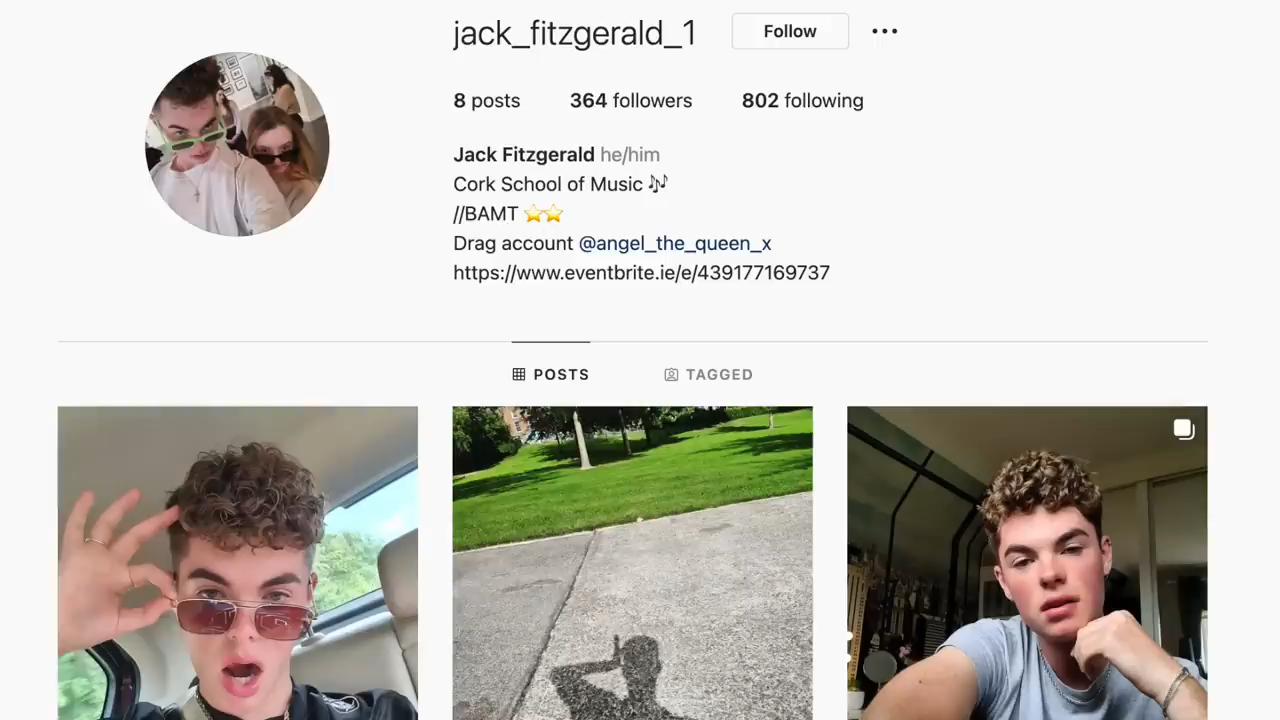 jack_fitzgerald_1 Follow
8 posts 364 followers 802 following
Jack Fitzgerald he/him
Cork School of Music 🎶
//BAMT ⭐⭐
Drag account @angel_the_queen_x
https://www.eventbrite.ie/e/439177169737
POSTS TAGGED